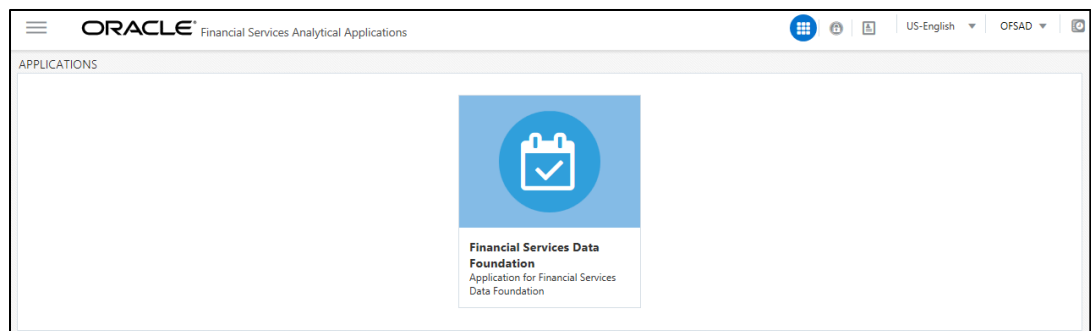 ORACLE Financial Services Analytical Applications
US-English
OFSAD
APPLICATIONS
Financial Services Data
Foundation
Application for Financial Services
Data Foundation